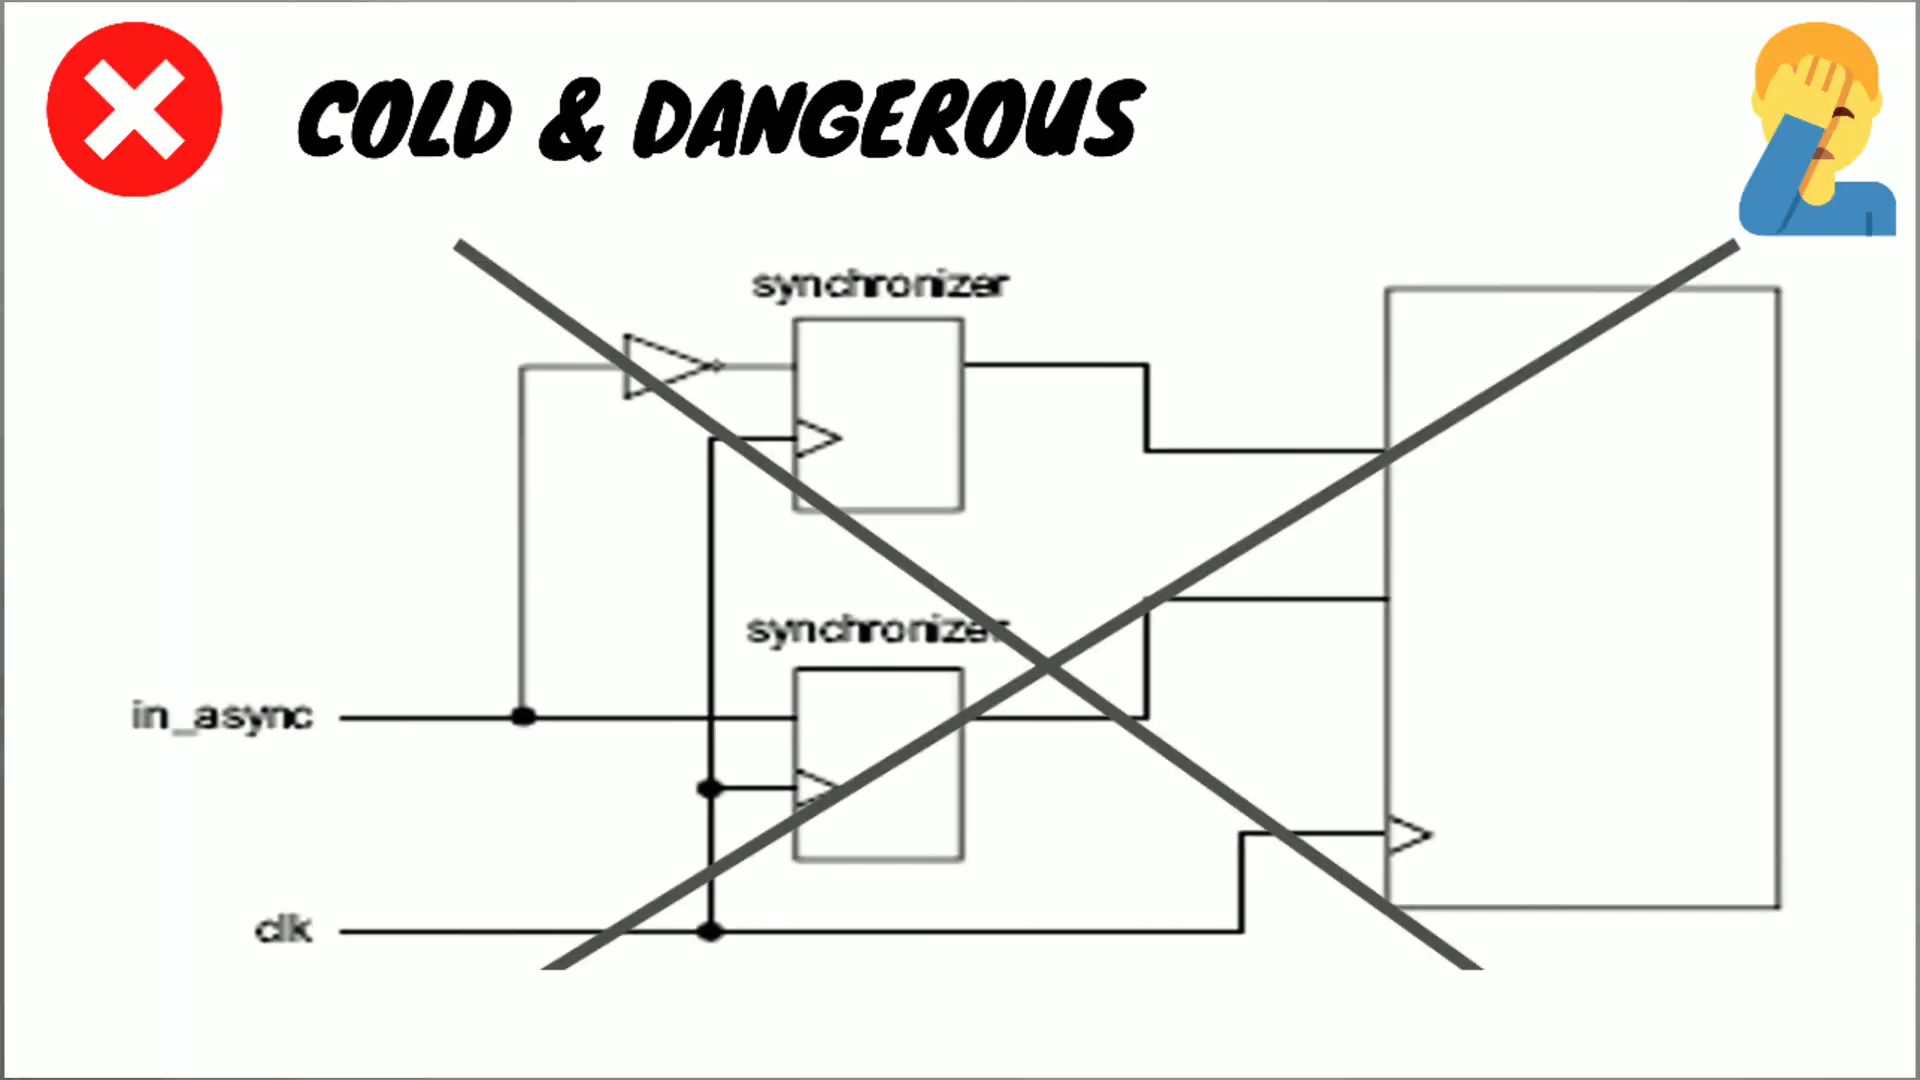 COLD & DANGEROUS
synchronizer
synchronizer
in_async
clk